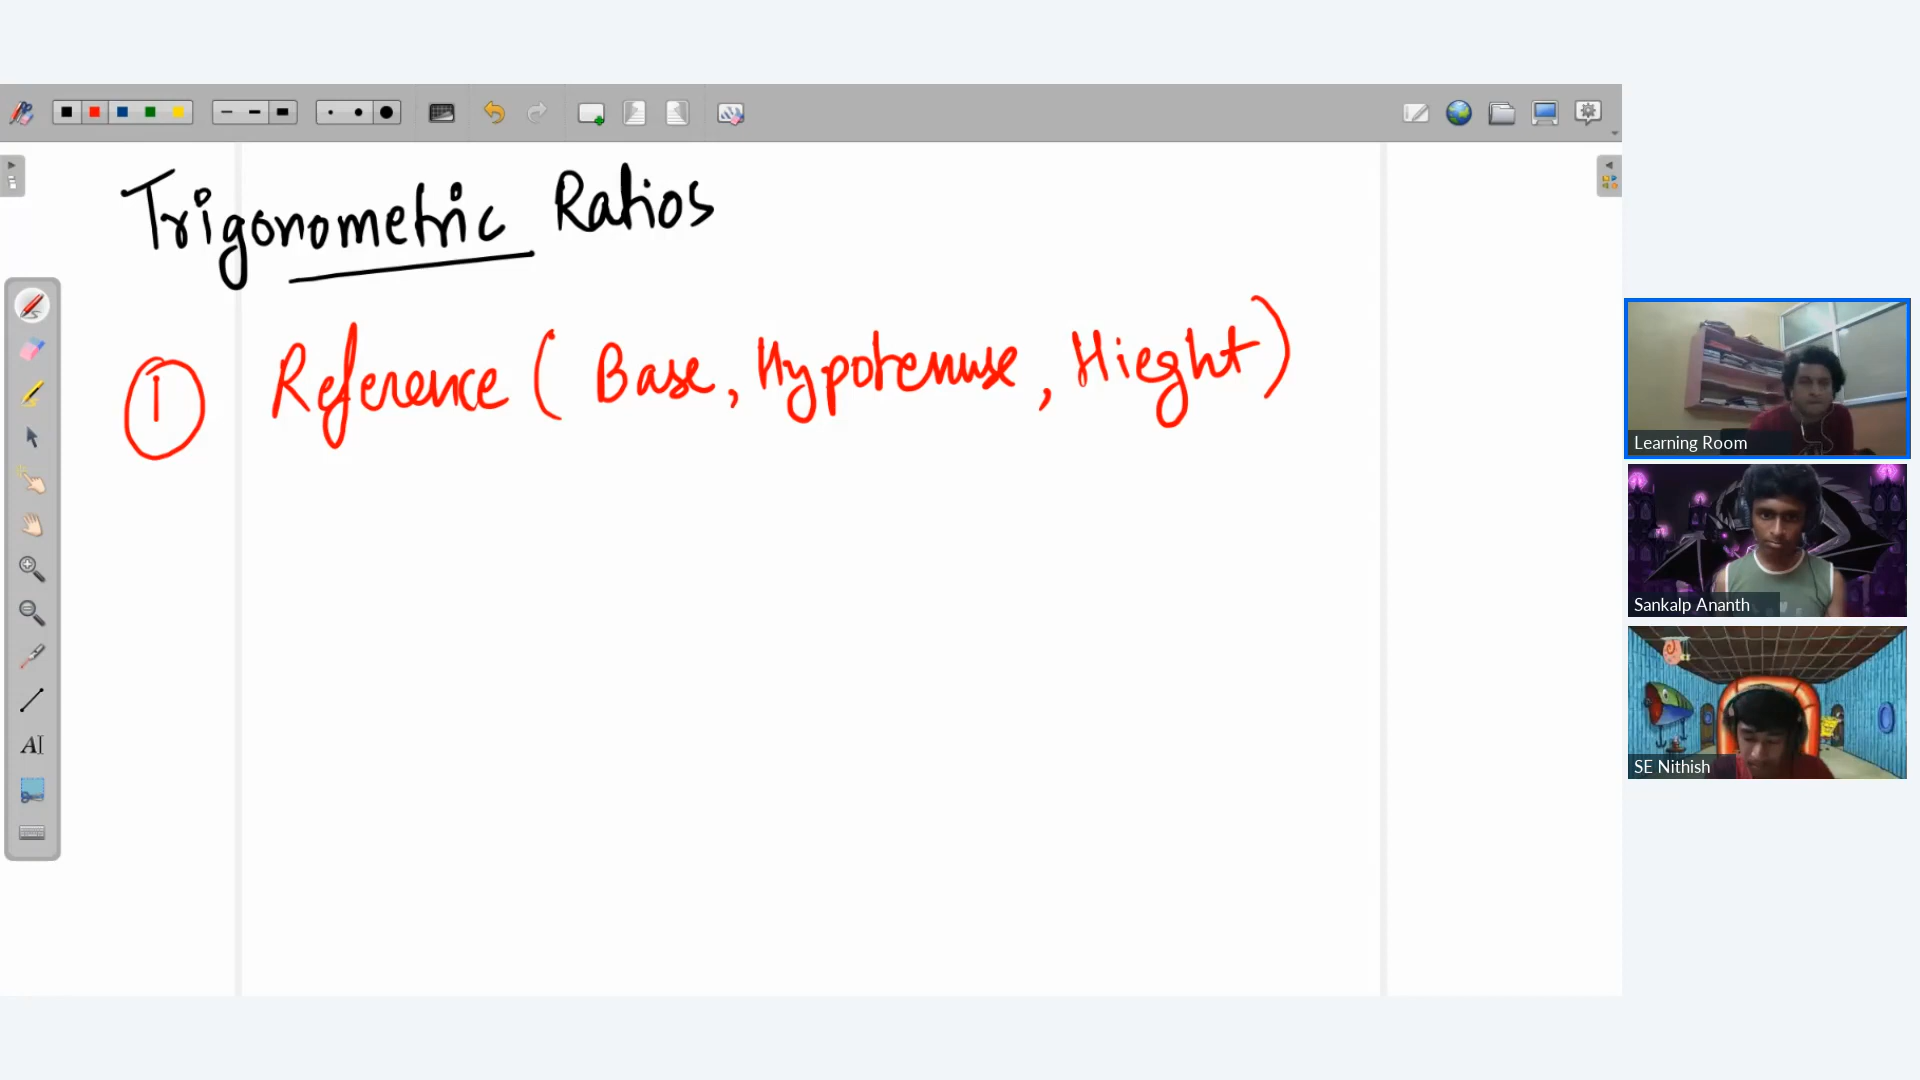 Trigonometric Ratios
① Reference ( Base, Hypotenuse, Hieght)
Learning Room
Sankalp Ananth
SE Nithish